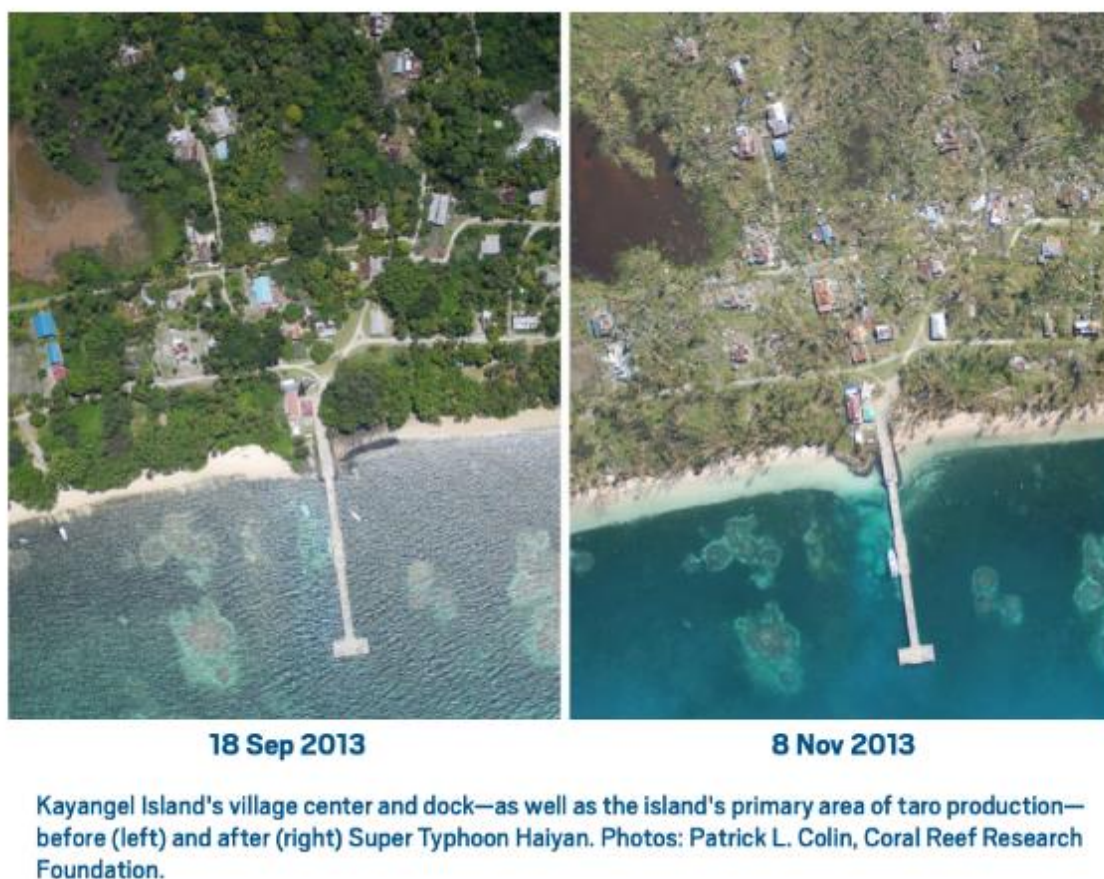 18 Sep 2013
8 Nov 2013
Kayangel Island's village center and dock—as well as the island's primary area of taro production—
before (left) and after (right) Super Typhoon Haiyan. Photos: Patrick L. Colin, Coral Reef Research
Foundation.